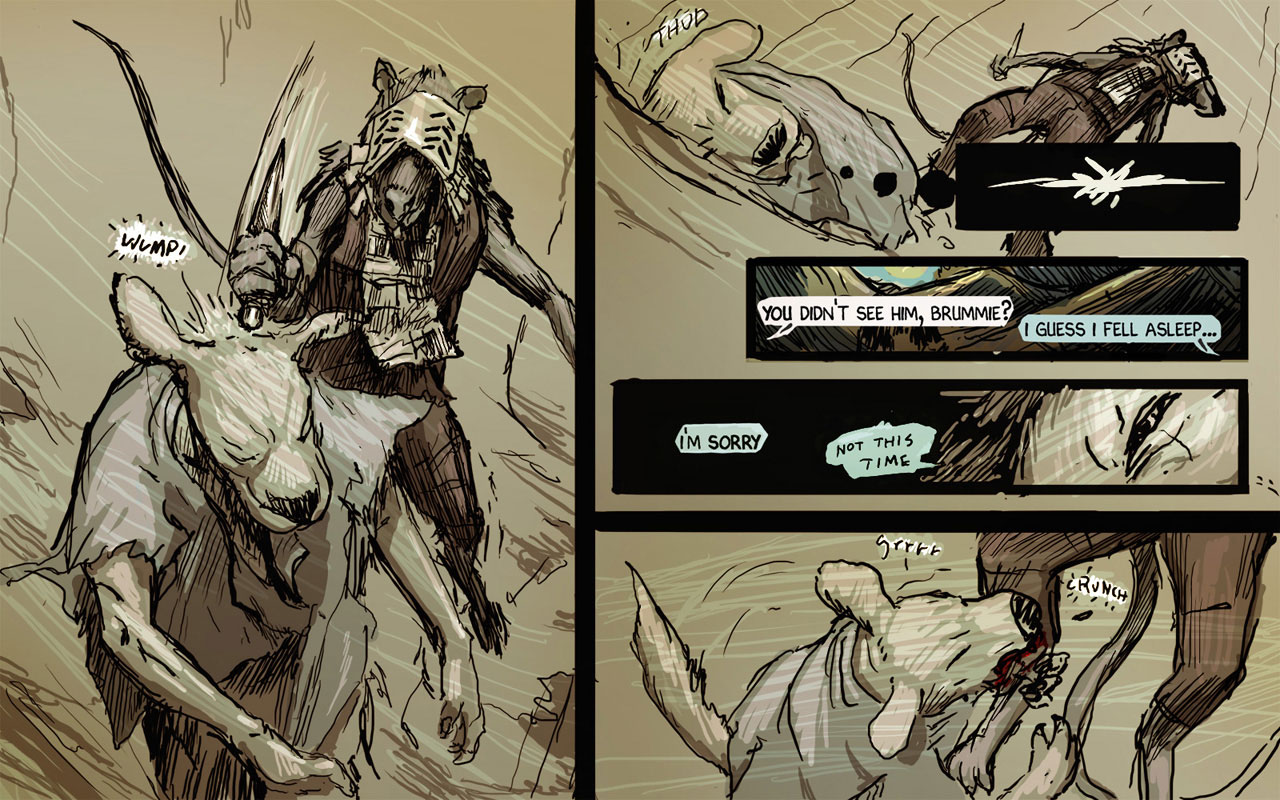 WUMP!
THUD
YOU DIDN'T SEE HIM, BRUMMIE?
I GUESS I FELL ASLEEP...
I'M SORRY
NOT THIS
TIME
grrrr
CRUNCH